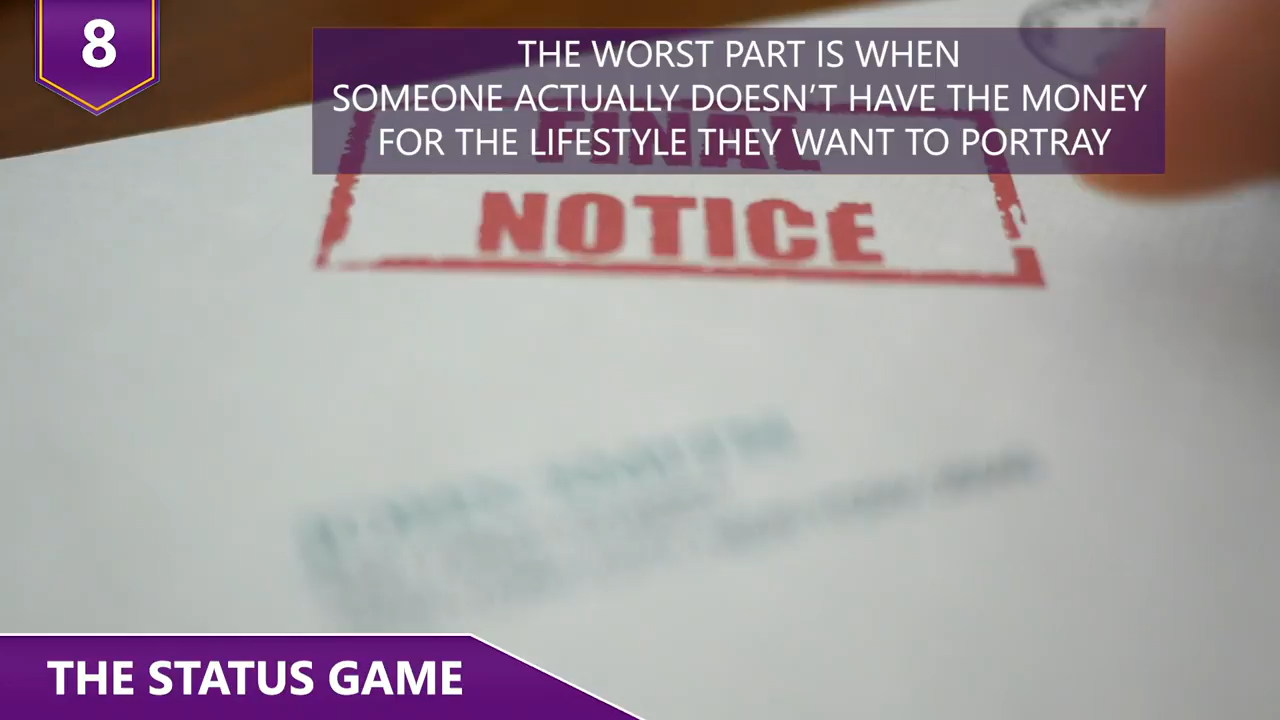 8
THE WORST PART IS WHEN
SOMEONE ACTUALLY DOESN’T HAVE THE MONEY
FOR THE LIFESTYLE THEY WANT TO PORTRAY
FINAL
NOTICE
THE STATUS GAME